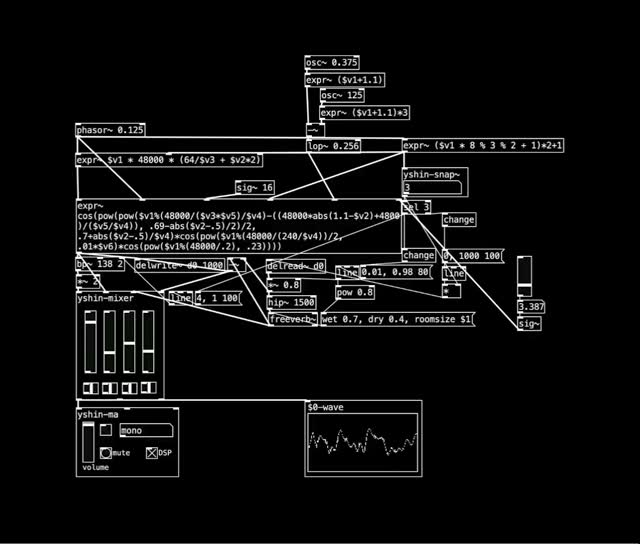 osc~ 0.375
expr~ ($v1+1.1)
osc~ 125
expr~ ($v1+1.1)*3
phasor~ 0.125
lop~ 0.256
expr~ ($v1 * 8 % 3 % 2 + 1)*2+1
expr~ $v1 * 48000 * (64/$v3 + $v2*2)
yshin-snap~
3
sig~ 16
expr~
cos(pow(pow($v1%(48000/($v3*$v5)/$v4)-((48000*abs(1.1-$v2)+4800
)/($v5/$v4)), .69-abs($v2-.5)/2)/2,
.7+abs($v2-.5)/$v4)*cos(pow($v1%(48000/(240/$v4))/2,
.01*$v6)*cos(pow($v1%(48000/.2), .23))))
sel 3
change
change
0, 1000 100
bp~ 138 2
delwrite~ d0 1000
delread~ d0
line
0.01, 0.98 80
line
*~ 2
*~ 0.8
pow 0.8
*
yshin-mixer
line
4, 1 100
hip~ 1500
3.387
freeverb~
wet 0.7, dry 0.4, roomsize $1
sig~
yshin-ma
mono
mute
DSP
volume
$0-wave